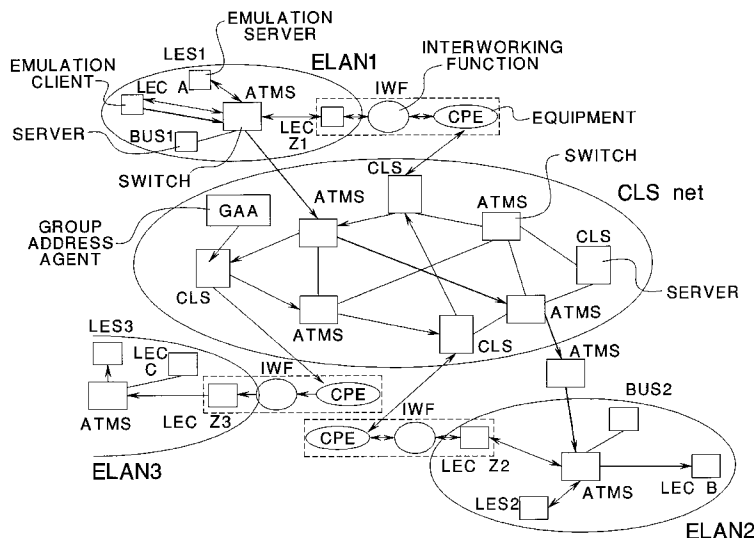 EMULATION
SERVER
LES1
ELAN1
INTERWORKING
FUNCTION
EMULATION
CLIENT
LEC A
ATMS
IWF
CPE
EQUIPMENT
SERVER
BUS1
LEC
Z1
SWITCH
SWITCH
CLS
ATMS
ATMS
CLS net
GAA
GROUP
ADDRESS
AGENT
CLS
CLS
SERVER
ATMS
ATMS
CLS
LES3
LEC
C
ATMS
IWF
CPE
LEC Z3
ELAN3
ATMS
BUS2
IWF
CPE
LEC Z2
ATMS
LEC B
LES2
ELAN2